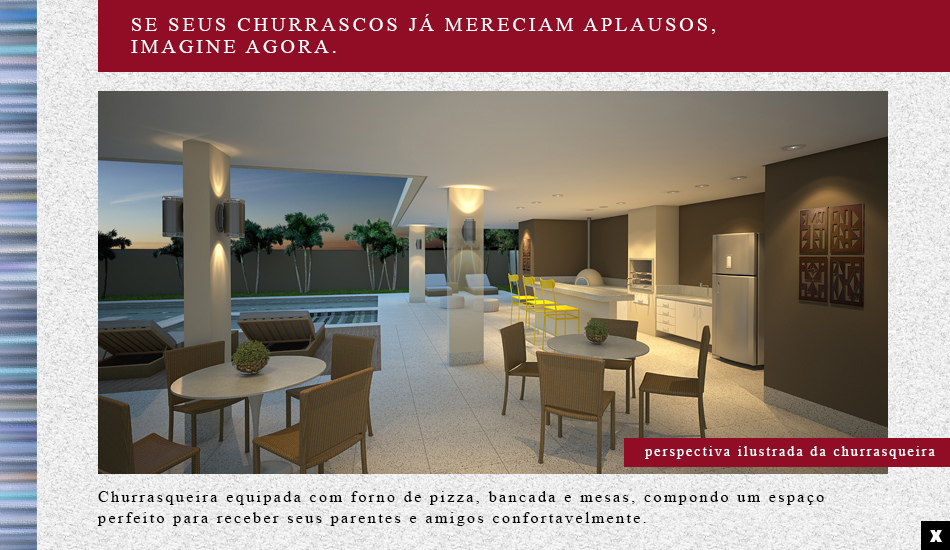 SE SEUS CHURRASCOS JÁ MERECIAM APLAUSOS,
IMAGINE AGORA.
perspectiva ilustrada da churrasqueira
Churrasqueira equipada com forno de pizza, bancada e mesas, compondo um espaço
perfeito para receber seus parentes e amigos confortavelmente.
X